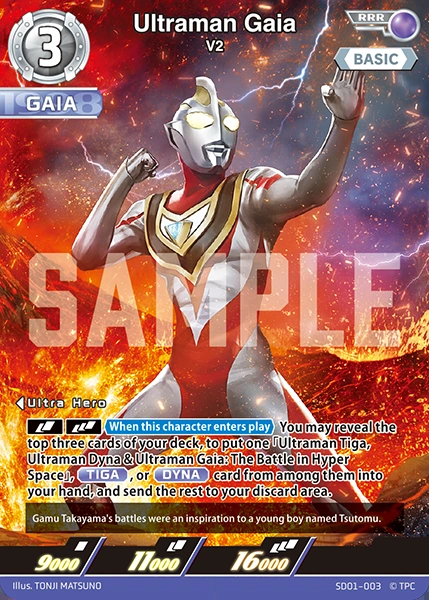 Ultraman Gaia
V2
3
RRR
BASIC
1998
GAIA
SAMPLE
Ultra Hero
When this character enters play You may reveal the
top three cards of your deck, to put one「Ultraman Tiga,
Ultraman Dyna & Ultraman Gaia: The Battle in Hyper
Space」, TIGA , or DYNA card from among them into
your hand, and send the rest to your discard area.
Gamu Takayama's battles were an inspiration to a young boy named Tsutomu.
9000 11000 16000
Illus. TONJI MATSUNO SD01-003 © TPC